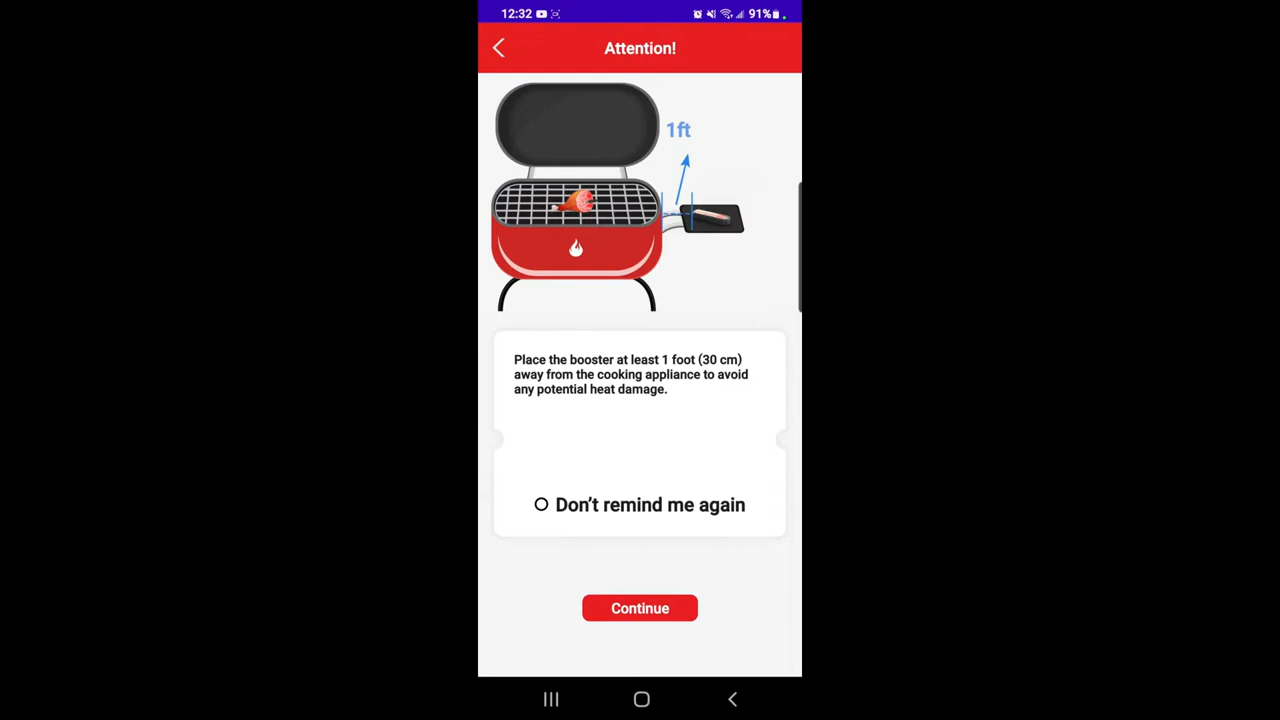 12:32
91%
Attention!
1ft
Place the booster at least 1 foot (30 cm)
away from the cooking appliance to avoid
any potential heat damage.
Don’t remind me again
Continue